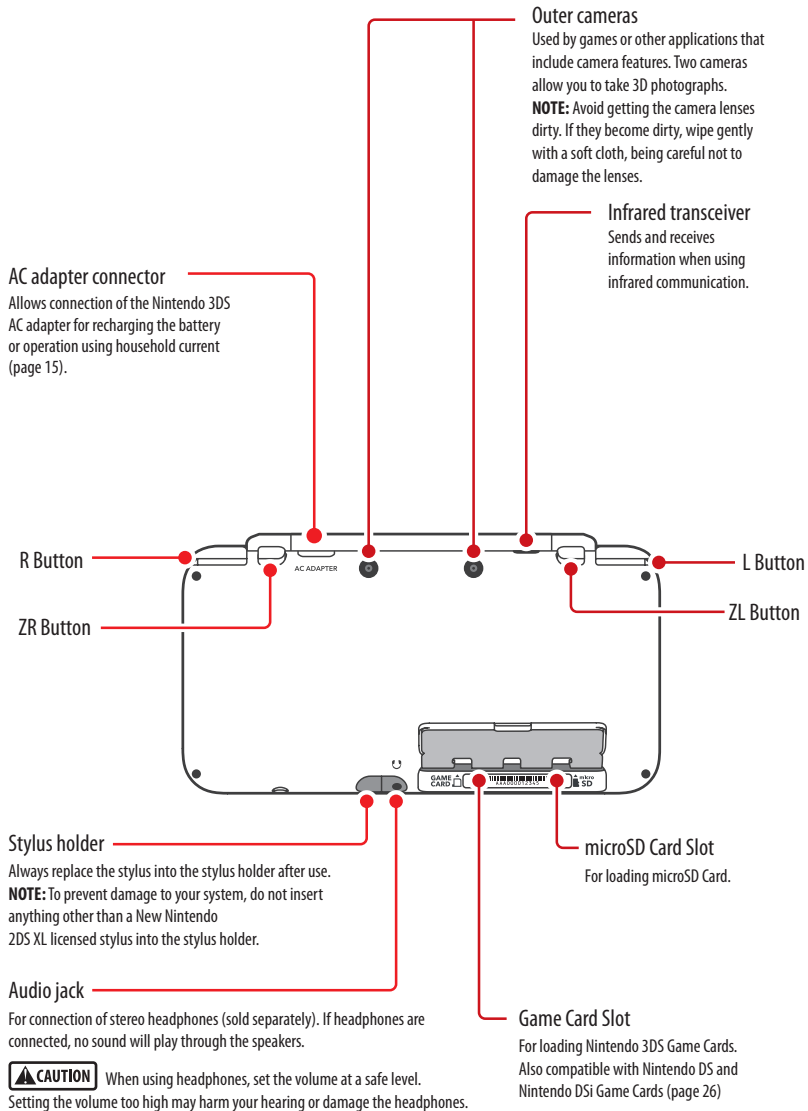 Outer cameras
Used by games or other applications that
include camera features. Two cameras
allow you to take 3D photographs.
NOTE: Avoid getting the camera lenses
dirty. If they become dirty, wipe gently
with a soft cloth, being careful not to
damage the lenses.
Infrared transceiver
Sends and receives
information when using
infrared communication.
AC adapter connector
Allows connection of the Nintendo 3DS
AC adapter for recharging the battery
or operation using household current
(page 15).
R Button
ZR Button
AC ADAPTER
L Button
ZL Button
GAME
CARD
AAAD00012345
micro
SD
Stylus holder
Always replace the stylus into the stylus holder after use.
NOTE: To prevent damage to your system, do not insert
anything other than a New Nintendo
2DS XL licensed stylus into the stylus holder.
Audio jack
For connection of stereo headphones (sold separately). If headphones are
connected, no sound will play through the speakers.
CAUTION When using headphones, set the volume at a safe level.
Setting the volume too high may harm your hearing or damage the headphones.
microSD Card Slot
For loading microSD Card.
Game Card Slot
For loading Nintendo 3DS Game Cards.
Also compatible with Nintendo DS and
Nintendo DSi Game Cards (page 26)